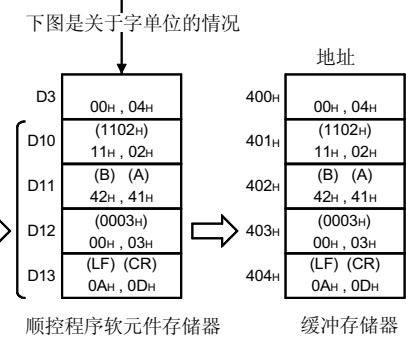 下图是关于字单位的情况
地址
D3 00H , 04H 400H 00H , 04H
D10 (1102H) 11H , 02H 401H (1102H) 11H , 02H
D11 (B) (A) 42H , 41H 402H (B) (A) 42H , 41H
D12 (0003H) 00H , 03H 403H (0003H) 00H , 03H
D13 (LF) (CR) 0AH , 0DH 404H (LF) (CR) 0AH , 0DH
顺控程序软元件存储器 缓冲存储器